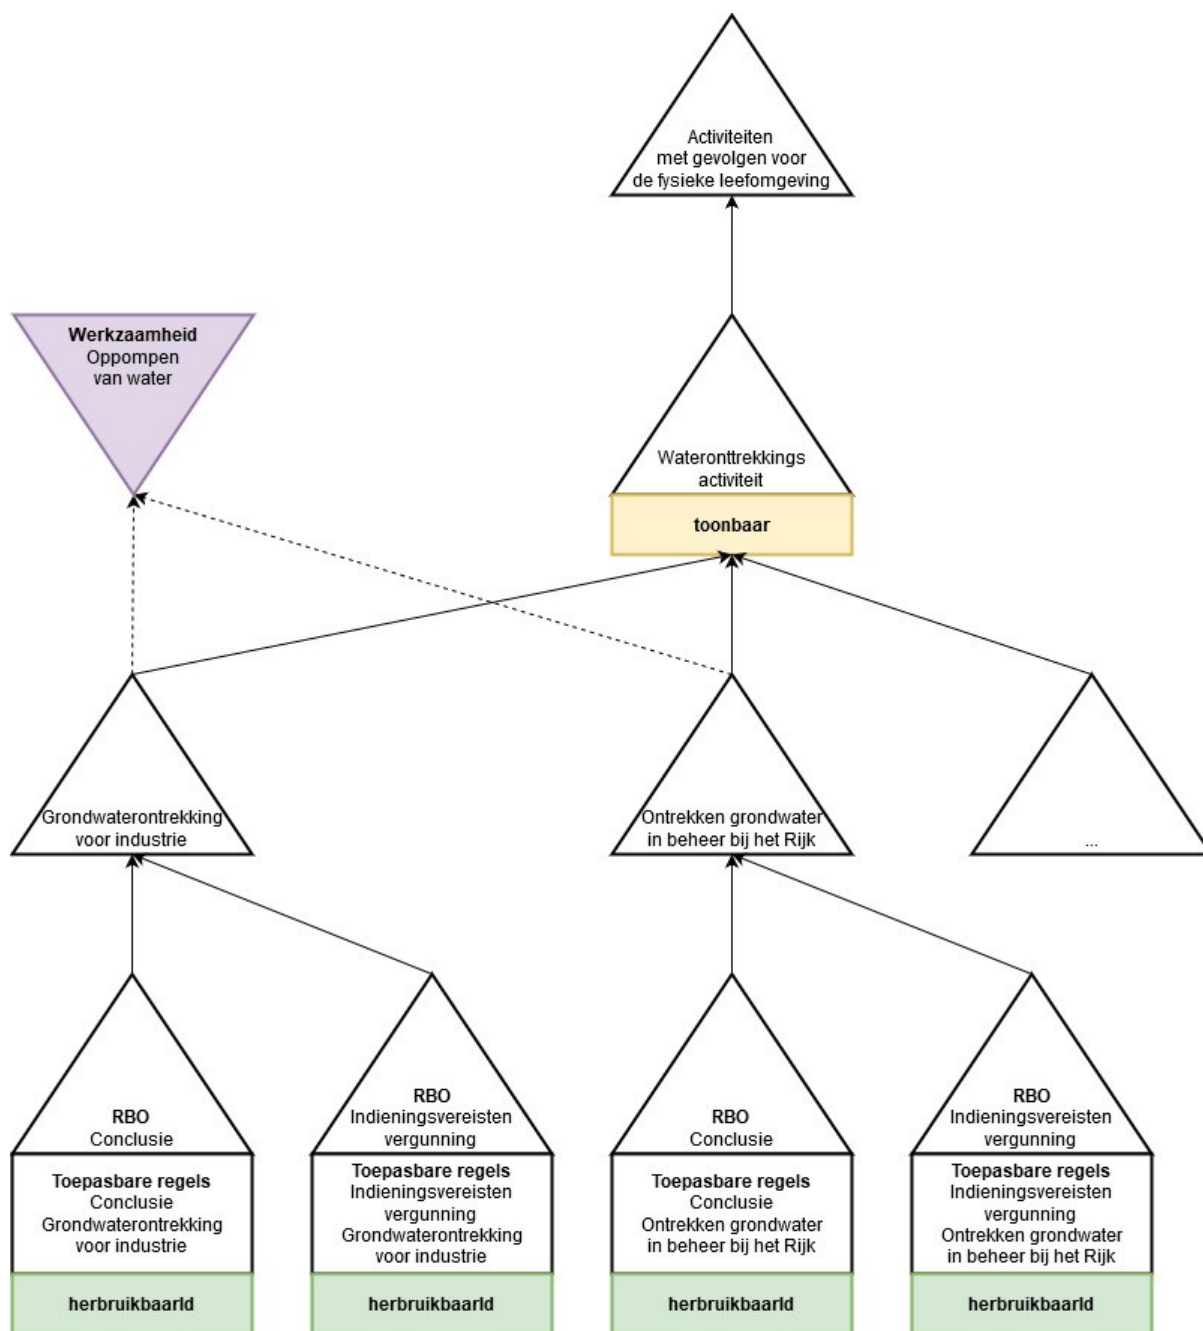 Activiteiten
met gevolgen voor
de fysieke leefomgeving
Werkzaamheid
Oppompen
van water
Wateronttrekkings
activiteit
toonbaar
Grondwaterontrekking
voor industrie
Ontrekken grondwater
in beheer bij het Rijk
...
RBO
Conclusie
RBO
Indieningsvereisten
vergunning
RBO
Conclusie
RBO
Indieningsvereisten
vergunning
Toepasbare regels
Conclusie
Grondwaterontrekking
voor industrie
Toepasbare regels
Indieningsvereisten
vergunning
Grondwaterontrekking
voor industrie
Toepasbare regels
Conclusie
Ontrekken grondwater
in beheer bij het Rijk
Toepasbare regels
Indieningsvereisten
vergunning
Ontrekken grondwater
in beheer bij het Rijk
herbruikbaarId
herbruikbaarId
herbruikbaarId
herbruikbaarId